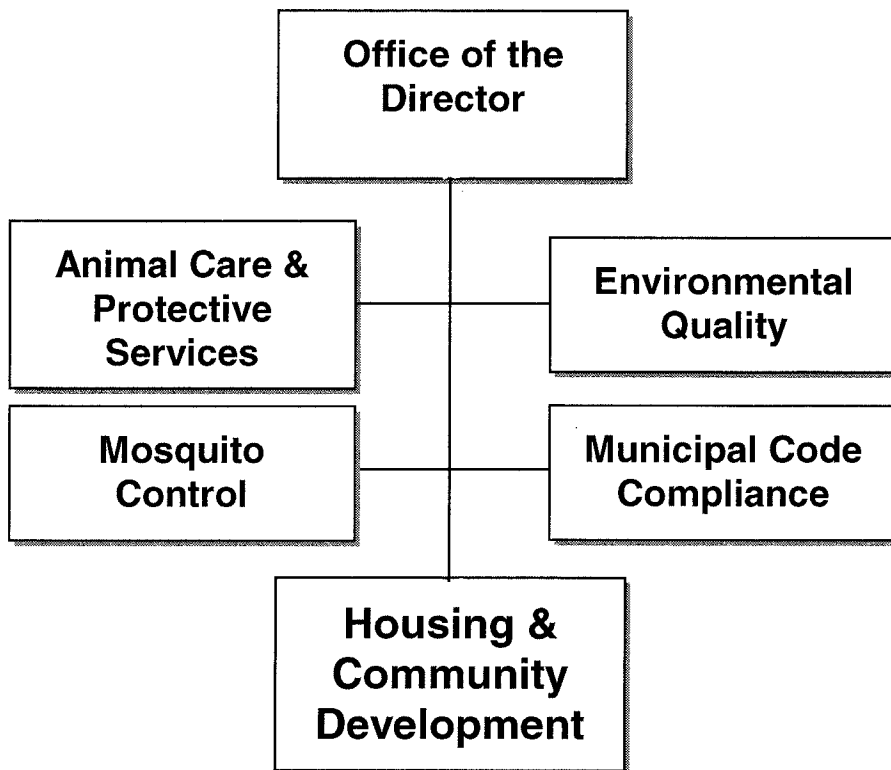 Office of the
Director
Animal Care &
Protective
Services
Environmental
Quality
Mosquito
Control
Municipal Code
Compliance
Housing &
Community
Development